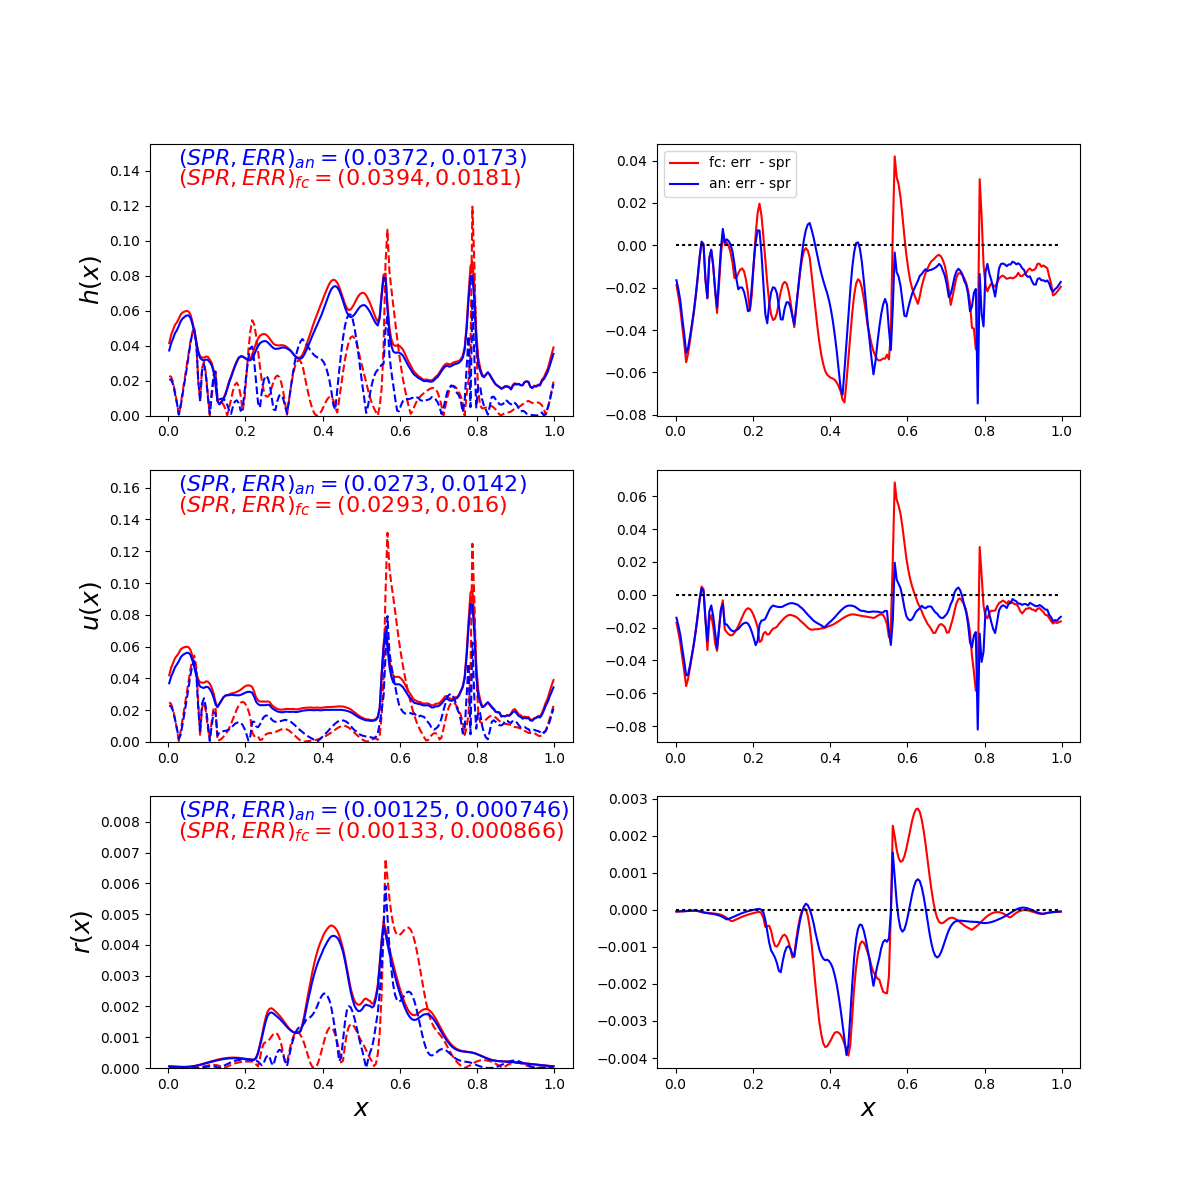 (SPR, ERR)an = (0.0372, 0.0173)
(SPR, ERR)fc = (0.0394, 0.0181)
h(x)
0.14
0.12
0.10
0.08
0.06
0.04
0.02
0.00
0.0 0.2 0.4 0.6 0.8 1.0
fc: err - spr
an: err - spr
0.04
0.02
0.00
−0.02
−0.04
−0.06
−0.08
0.0 0.2 0.4 0.6 0.8 1.0
(SPR, ERR)an = (0.0273, 0.0142)
(SPR, ERR)fc = (0.0293, 0.016)
u(x)
0.16
0.14
0.12
0.10
0.08
0.06
0.04
0.02
0.00
0.0 0.2 0.4 0.6 0.8 1.0
0.06
0.04
0.02
0.00
−0.02
−0.04
−0.06
−0.08
0.0 0.2 0.4 0.6 0.8 1.0
(SPR, ERR)an = (0.00125, 0.000746)
(SPR, ERR)fc = (0.00133, 0.000866)
r(x)
0.008
0.007
0.006
0.005
0.004
0.003
0.002
0.001
0.000
0.0 0.2 0.4 0.6 0.8 1.0
x
0.003
0.002
0.001
0.000
−0.001
−0.002
−0.003
−0.004
0.0 0.2 0.4 0.6 0.8 1.0
x